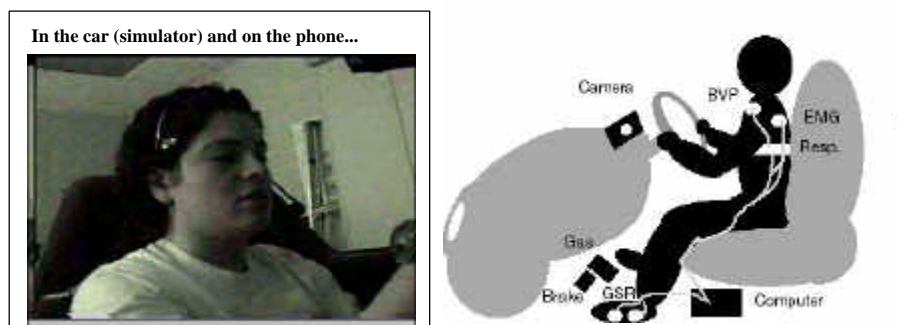 In the car (simulator) and on the phone...
Camera
BVP
EMG
Resp.
Gas
Brake
GSR
Computer